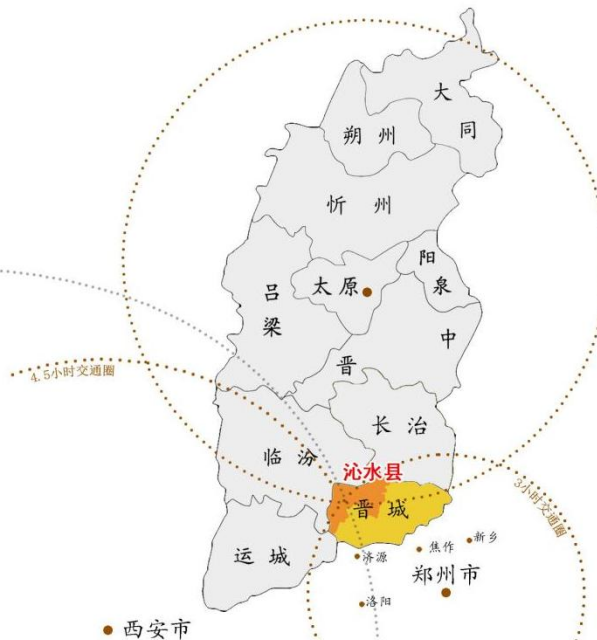 大同
朔州
忻州
阳泉
太原
吕梁
晋中
4.5小时交通圈
长治
临汾
沁水县
晋城
3小时交通圈
运城
济源
焦作
新乡
郑州市
洛阳
西安市